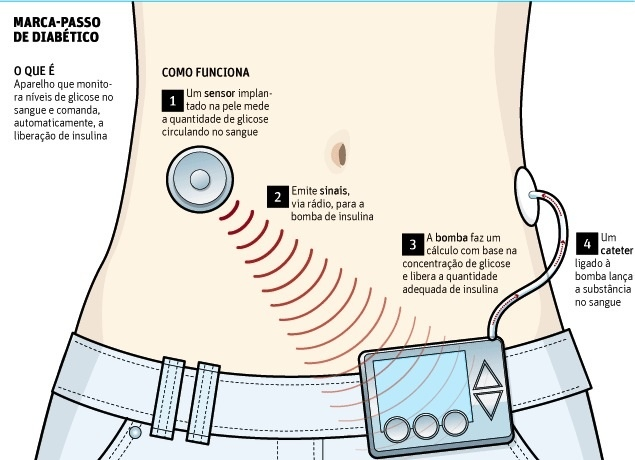 MARCA-PASSO
DE DIABÉTICO
O QUE É
Aparelho que monito-
ra níveis de glicose no
sangue e comanda,
automaticamente, a
liberação de insulina
COMO FUNCIONA
1 Um sensor implan-
tado na pele mede
a quantidade de glicose
circulando no sangue
2 Emite sinais,
via rádio, para a
bomba de insulina
3 A bomba faz um
cálculo com base na
concentração de glicose
e libera a quantidade
adequada de insulina
4 Um
cateter
ligado à
bomba lança
a substância
no sangue